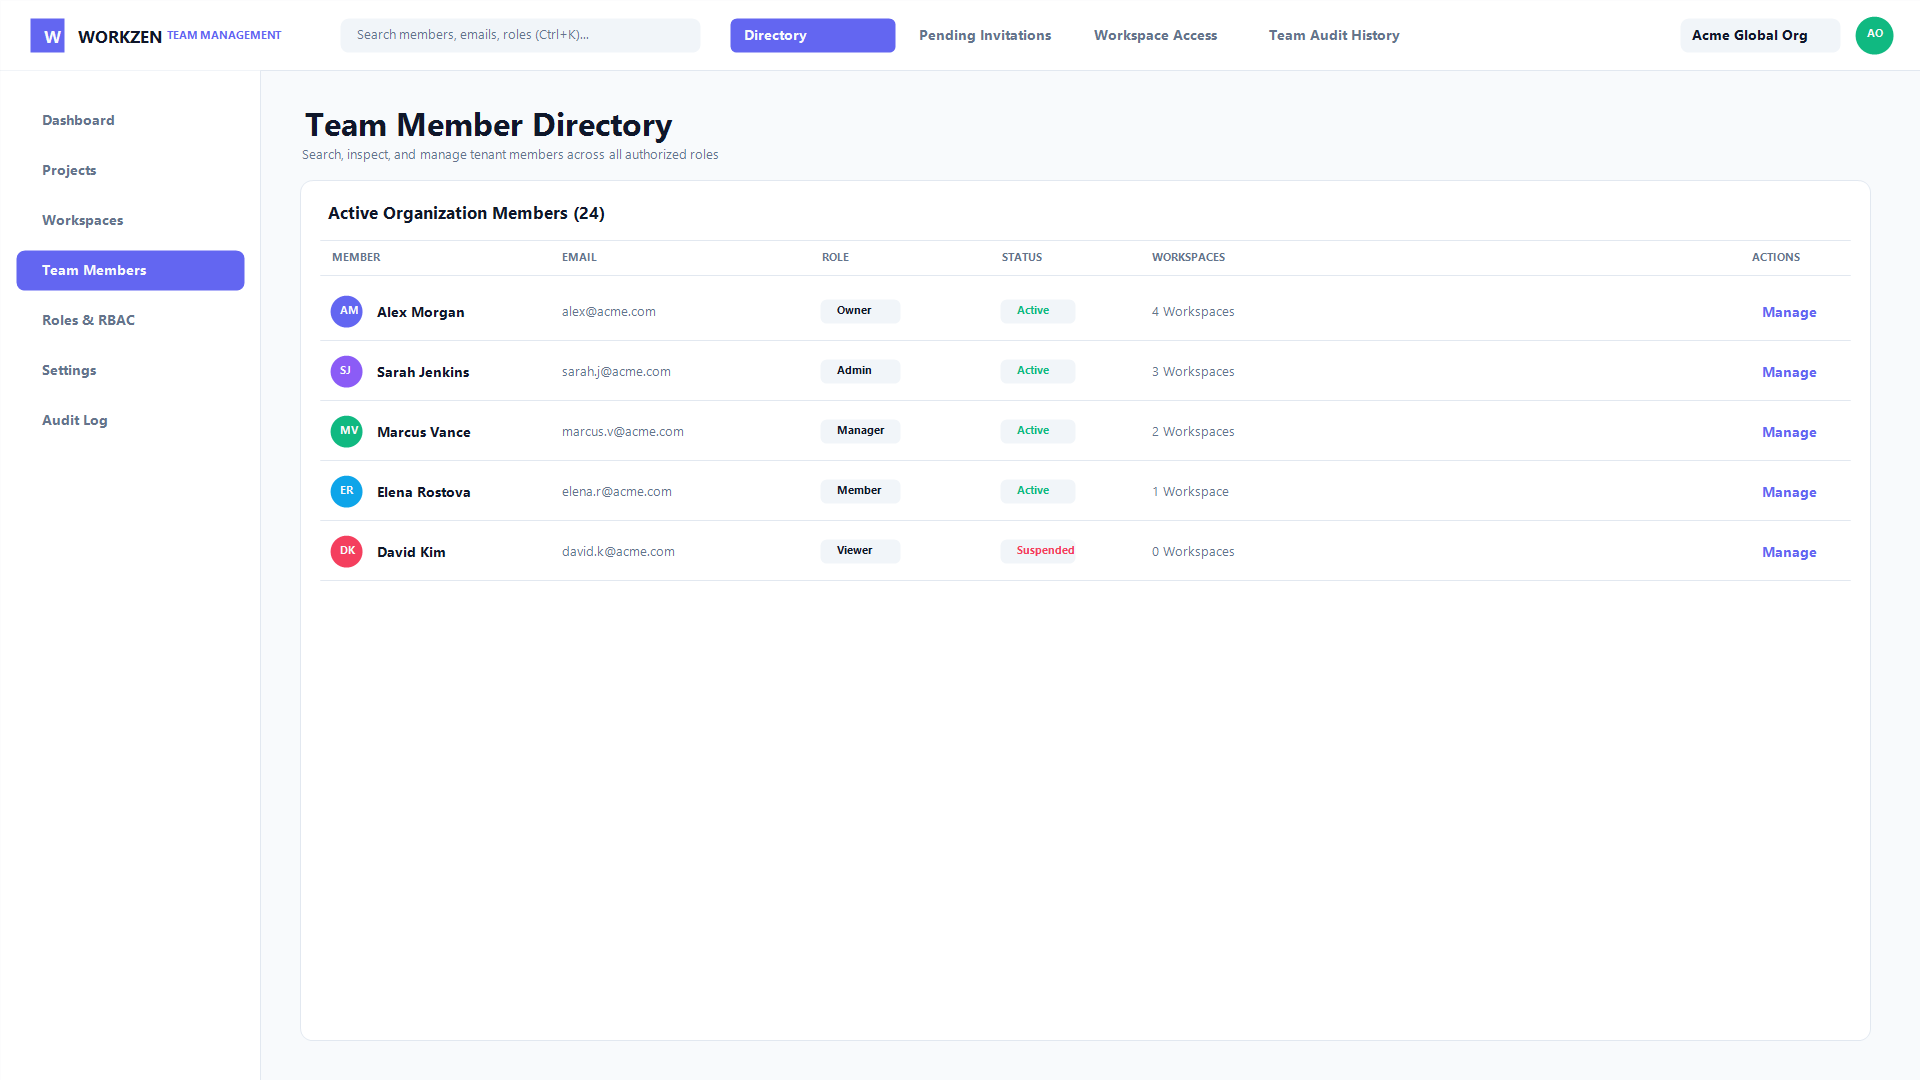 W WORKZEN TEAM MANAGEMENT
Search members, emails, roles (Ctrl+K)...
Directory
Pending Invitations
Workspace Access
Team Audit History
Acme Global Org
AO
Dashboard
Projects
Workspaces
Team Members
Roles & RBAC
Settings
Audit Log
Team Member Directory
Search, inspect, and manage tenant members across all authorized roles
Active Organization Members (24)
MEMBER EMAIL ROLE STATUS WORKSPACES ACTIONS
AM Alex Morgan alex@acme.com Owner Active 4 Workspaces Manage
SJ Sarah Jenkins sarah.j@acme.com Admin Active 3 Workspaces Manage
MV Marcus Vance marcus.v@acme.com Manager Active 2 Workspaces Manage
ER Elena Rostova elena.r@acme.com Member Active 1 Workspace Manage
DK David Kim david.k@acme.com Viewer Suspended 0 Workspaces Manage